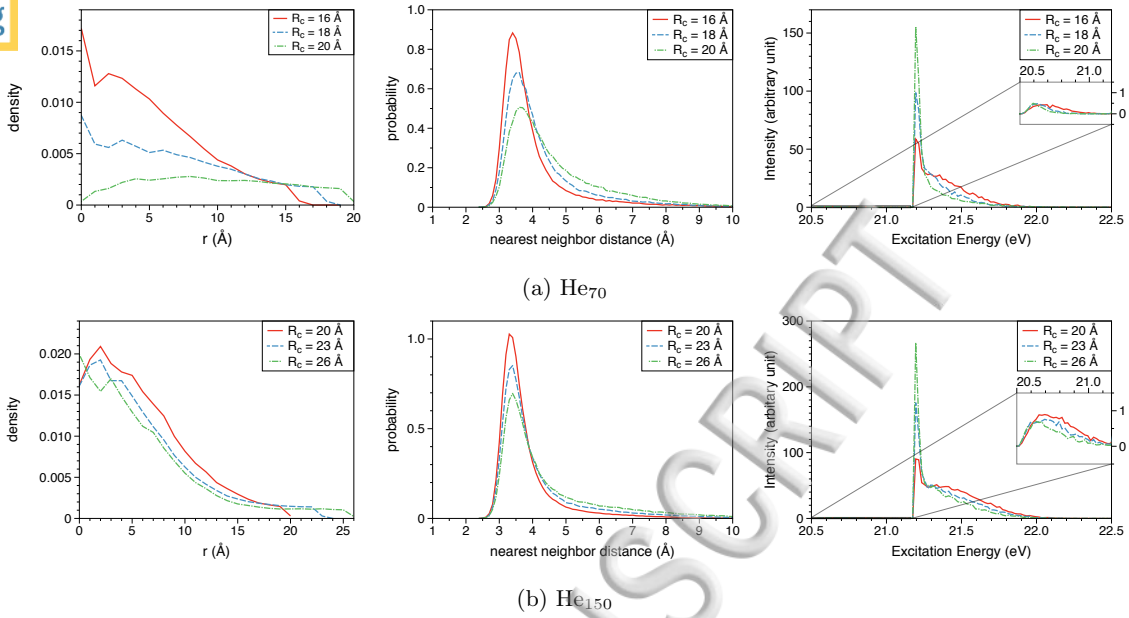 R_c = 16 Å
R_c = 18 Å
R_c = 20 Å
density
0.015
0.010
0.005
0
0 5 10 15 20
r (Å)
R_c = 16 Å
R_c = 18 Å
R_c = 20 Å
probability
1.0
0.8
0.6
0.4
0.2
0.0
1 2 3 4 5 6 7 8 9 10
nearest neighbor distance (Å)
R_c = 16 Å
R_c = 18 Å
R_c = 20 Å
Intensity (arbitrary unit)
150
100
50
0
20.5 21.0 21.5 22.0 22.5
Excitation Energy (eV)
20.5 21.0
1
0
(a) He₇₀
R_c = 20 Å
R_c = 23 Å
R_c = 26 Å
density
0.020
0.015
0.010
0.005
0
0 5 10 15 20 25
r (Å)
R_c = 20 Å
R_c = 23 Å
R_c = 26 Å
probability
1.0
0.5
0.0
1 2 3 4 5 6 7 8 9 10
nearest neighbor distance (Å)
R_c = 20 Å
R_c = 23 Å
R_c = 26 Å
Intensity (arbitary unit)
300
250
200
150
100
50
0
20.5 21.0 21.5 22.0 22.5
Excitation Energy (eV)
20.5 21.0
1
0
(b) He₁₅₀
SCRIPT